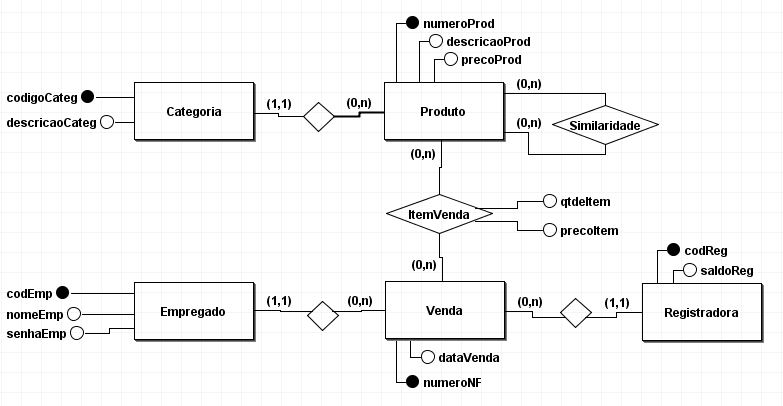 numeroProd
descricaoProd
precoProd
codigoCateg
descricaoCateg
Categoria
(1,1)
(0,n)
Produto
(0,n)
(0,n)
Similaridade
(0,n)
ItemVenda
qtdeItem
precoItem
(0,n)
codReg
saldoReg
codEmp
nomeEmp
senhaEmp
Empregado
(1,1)
(0,n)
Venda
(0,n)
(1,1)
Registradora
dataVenda
numeroNF